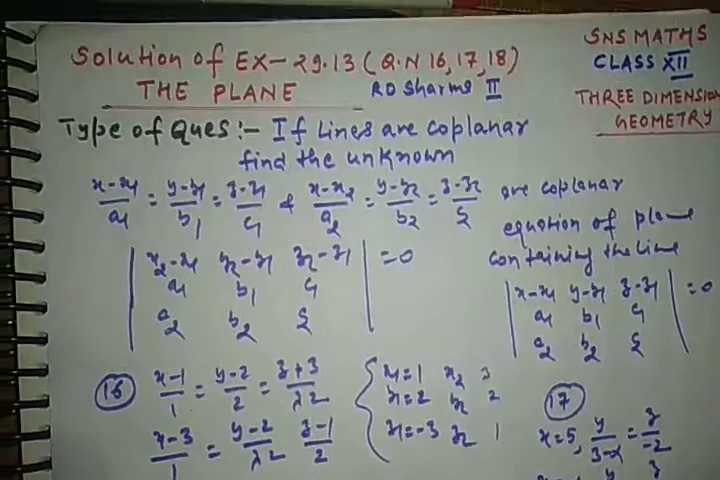 Solution of EX-29.13 (Q.N 16,17,18)
THE PLANE RD Sharma II
SNS MATHS
CLASS XII
THREE DIMENSION
GEOMETRY
Type of Ques :- If Lines are coplanar
find the unknown
x-x1/a1 = y-y1/b1 = z-z1/c1 & x-x2/a2 = y-y2/b2 = z-z2/c2 are coplanar
| x2-x1 y2-y1 z2-z1 | = 0
a1 b1 c1
a2 b2 c2
equation of plane
containing the line
| x-x1 y-y1 z-z1 | = 0
a1 b1 c1
a2 b2 c2
16 x-1/1 = y-2/2 = z+3/λ2
x-3/1 = y-2/λ2 = z-1/2
x1=1 x2 3
y1=2 y2 2
z1=-3 z2 1
17
x=5, y/3-α = z/-2